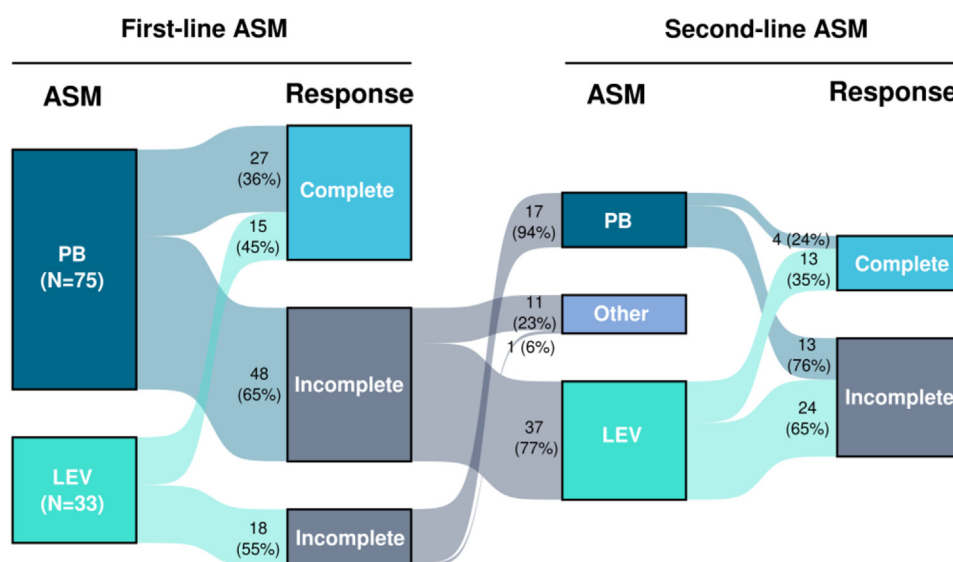 First-line ASM
Second-line ASM
ASM
Response
ASM
Response
27
(36%)
Complete
15
(45%)
PB
(N=75)
48
(65%)
Incomplete
LEV
(N=33)
18
(55%)
Incomplete
17
(94%)
PB
11
(23%)
Other
1 (6%)
37
(77%)
LEV
4 (24%)
13
(35%)
Complete
13
(76%)
Incomplete
24
(65%)